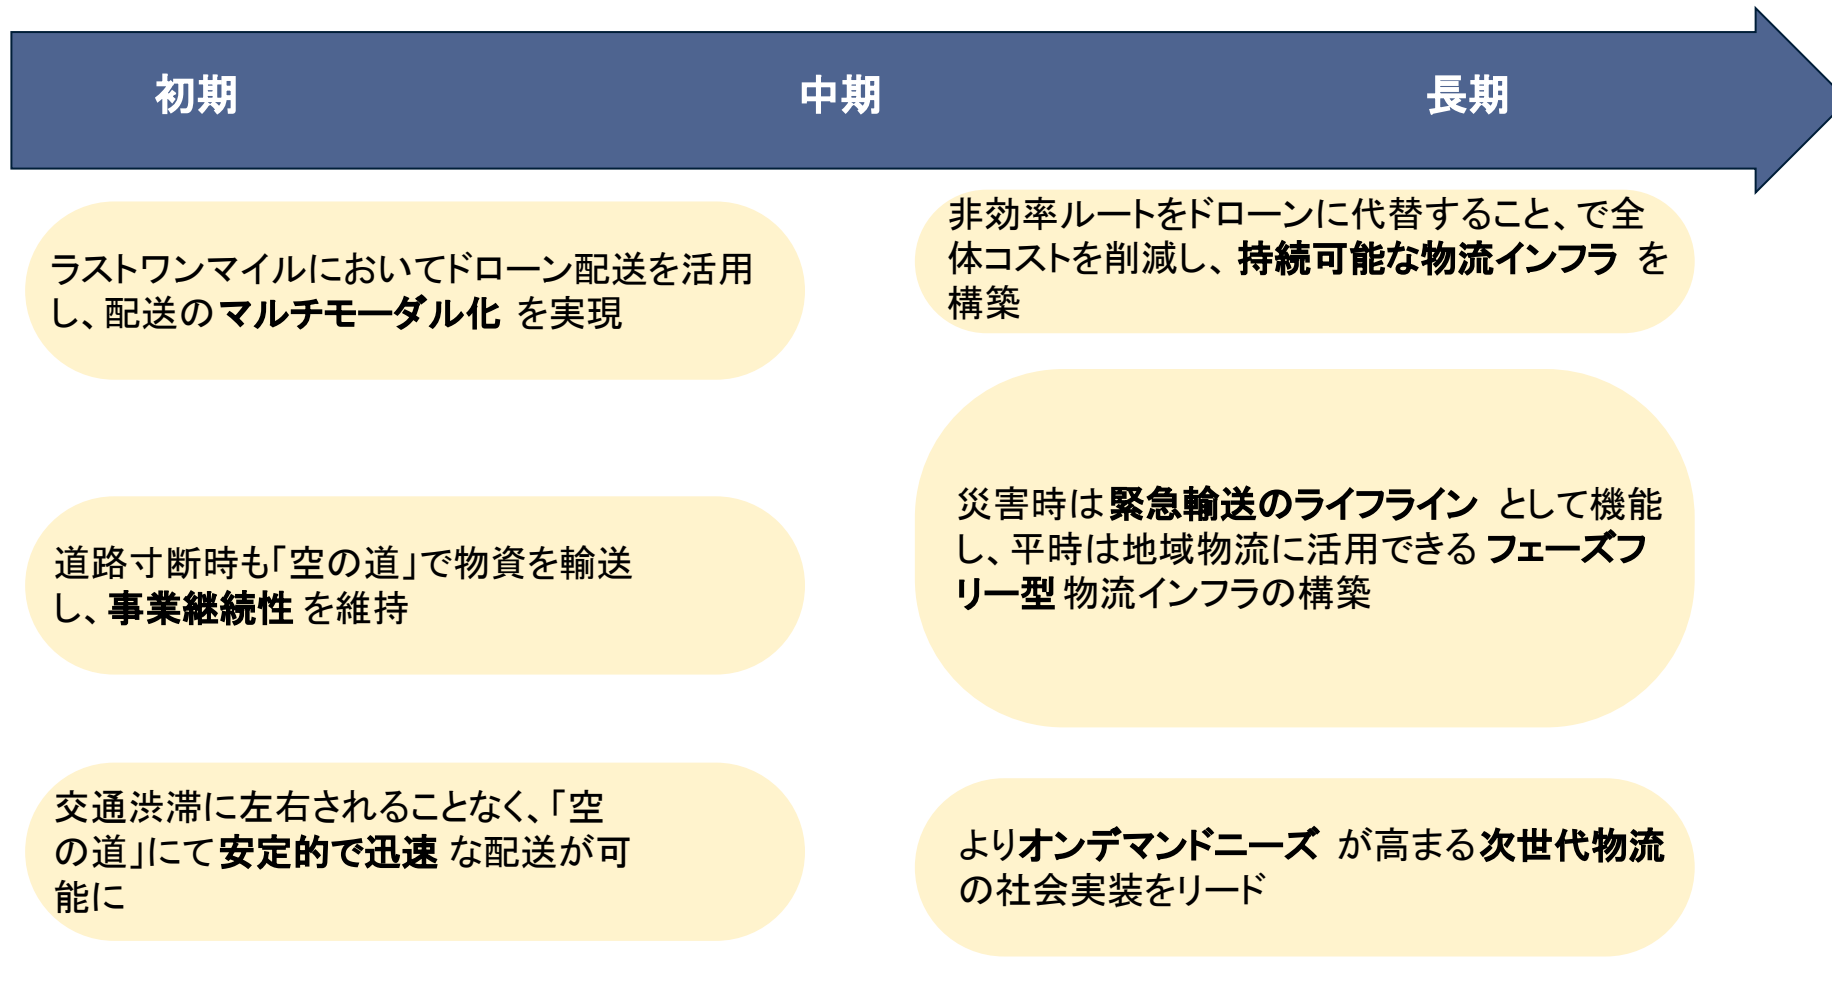 初期
中期
長期
ラストワンマイルにおいてドローン配送を活用
し、配送のマルチモーダル化 を実現
道路寸断時も「空の道」で物資を輸送
し、事業継続性 を維持
交通渋滞に左右されることなく、「空
の道」にて安定的で迅速 な配送が可
能に
非効率ルートをドローンに代替すること、で全
体コストを削減し、持続可能な物流インフラ を
構築
災害時は緊急輸送のライフライン として機能
し、平時は地域物流に活用できるフェーズフ
リー型 物流インフラの構築
よりオンデマンドニーズ が高まる次世代物流
の社会実装をリード